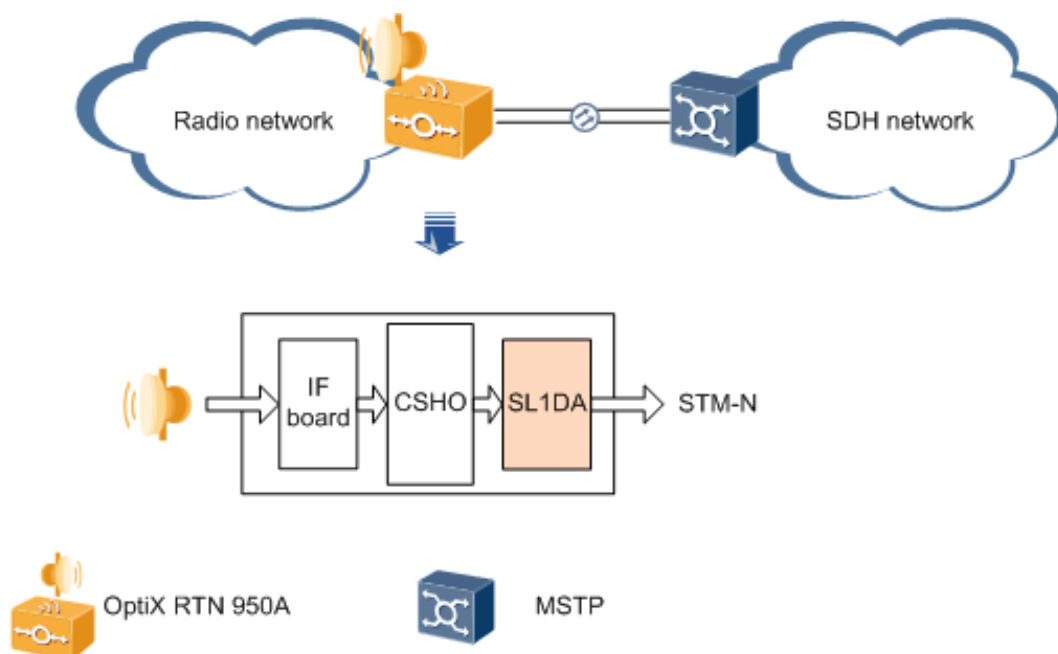 Radio network
SDH network
IF
board
CSHO
SL1DA
STM-N
OptiX RTN 950A
MSTP